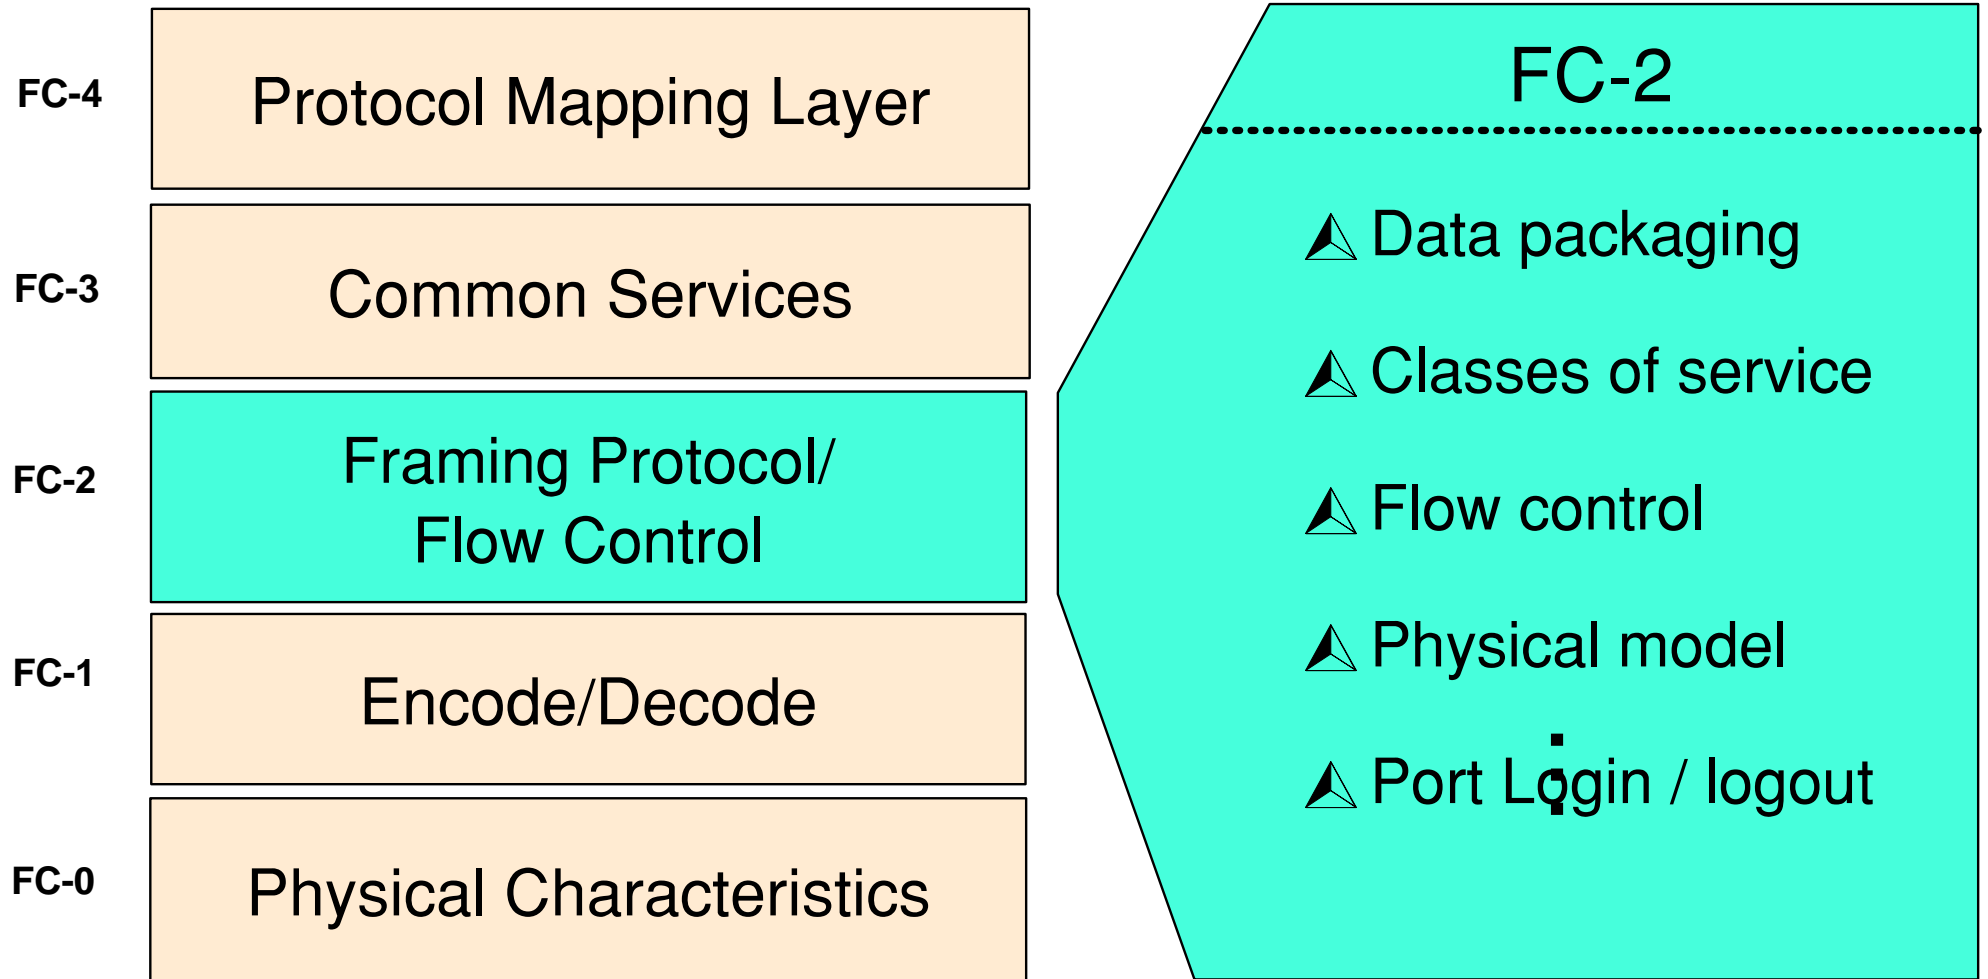 FC-4
Protocol Mapping Layer
FC-3
Common Services
FC-2
Framing Protocol/
Flow Control
FC-1
Encode/Decode
FC-0
Physical Characteristics
FC-2
Data packaging
Classes of service
Flow control
Physical model
Port Login / logout